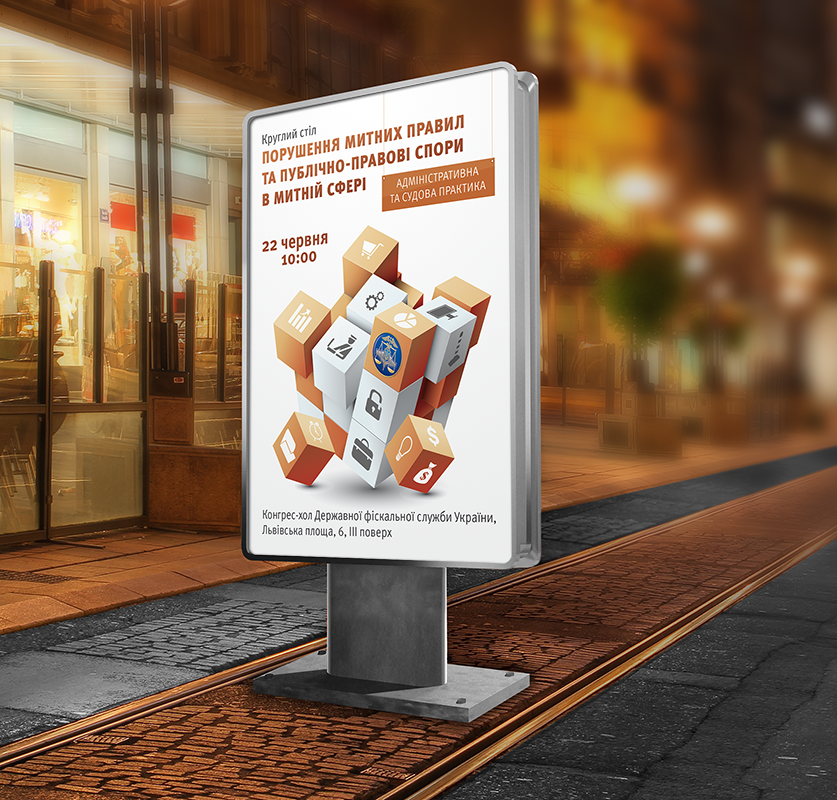 Круглий стіл
ПОРУШЕННЯ МИТНИХ ПРАВИЛ
ТА ПУБЛІЧНО-ПРАВОВІ СПОРИ
В МИТНІЙ СФЕРІ
АДМІНІСТРАТИВНА
ТА СУДОВА ПРАКТИКА
22 червня
10:00
$
$
Конгрес-хол Державної фіскальної служби України,
Львівська площа, 6, III поверх